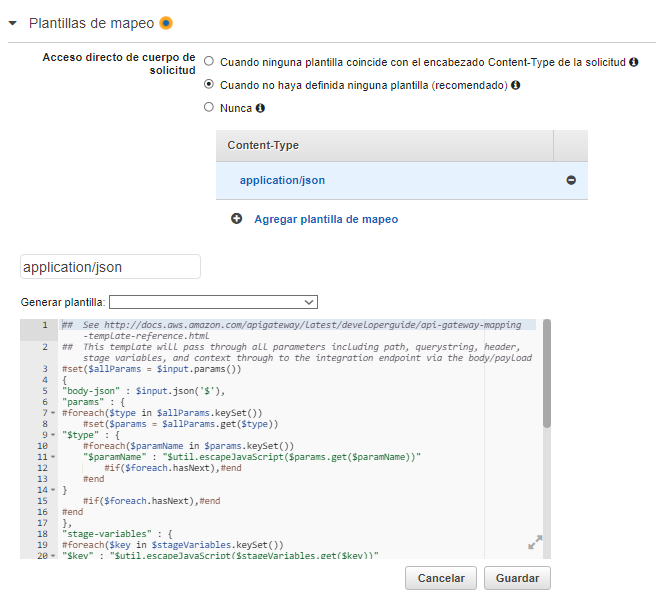 Plantillas de mapeo
Acceso directo de cuerpo de
solicitud
Cuando ninguna plantilla coincide con el encabezado Content-Type de la solicitud
Cuando no haya definida ninguna plantilla (recomendado)
Nunca
Content-Type
application/json
Agregar plantilla de mapeo
application/json
Generar plantilla:
1 ##  See http://docs.aws.amazon.com/apigateway/latest/developerguide/api-gateway-mapping
-template-reference.html
2 ##  This template will pass through all parameters including path, querystring, header,
stage variables, and context through to the integration endpoint via the body/payload
3 #set($allParams = $input.params())
4 {
5 "body-json" : $input.json('$'),
6 "params" : {
7 #foreach($type in $allParams.keySet())
8 #set($params = $allParams.get($type))
9 "$type" : {
10 #foreach($paramName in $params.keySet())
11 "$paramName" : "$util.escapeJavaScript($params.get($paramName))"
12 #if($foreach.hasNext),#end
13 #end
14 }
15 #if($foreach.hasNext),#end
16 #end
17 },
18 "stage-variables" : {
19 #foreach($key in $stageVariables.keySet())
20 "$key" : "$util.escapeJavaScript($stageVariables.get($key))"
Cancelar
Guardar